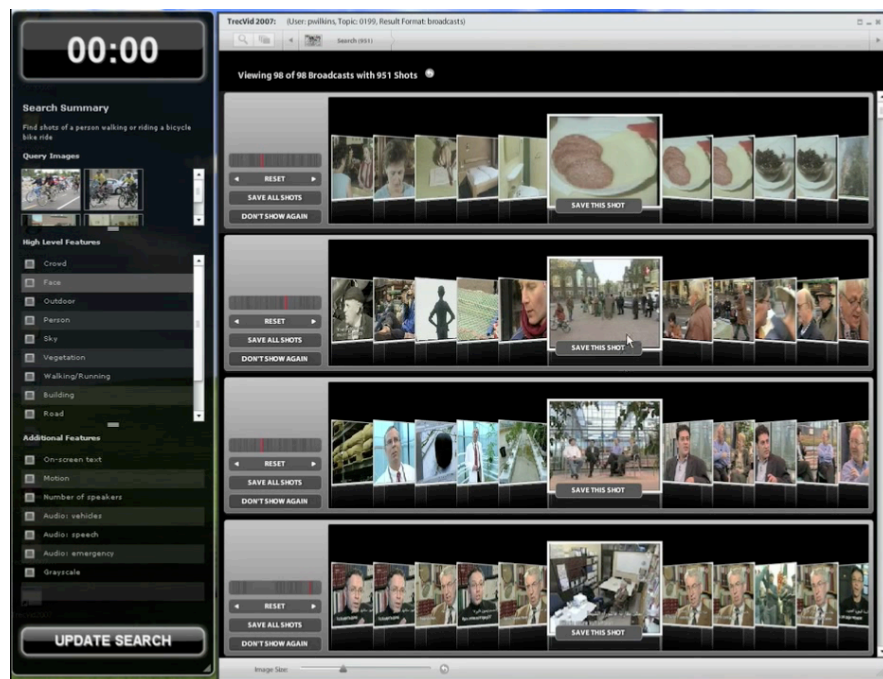 00:00
Search Summary
Find shots of a person walking or riding a bicycle
bike ride
Query Images
High Level Features
Crowd
Face
Outdoor
Person
Sky
Vegetation
Walking/Running
Building
Road
Additional Features
On-screen text
Motion
Number of speakers
Audio: vehicles
Audio: speech
Audio: emergency
Grayscale
UPDATE SEARCH
TrecVid 2007: (User: pwilkins, Topic: 0199, Result Format: broadcasts)
Search (951)
Viewing 98 of 98 Broadcasts with 951 Shots
RESET
SAVE ALL SHOTS
DON'T SHOW AGAIN
SAVE THIS SHOT
RESET
SAVE ALL SHOTS
DON'T SHOW AGAIN
SAVE THIS SHOT
RESET
SAVE ALL SHOTS
DON'T SHOW AGAIN
SAVE THIS SHOT
RESET
SAVE ALL SHOTS
DON'T SHOW AGAIN
SAVE THIS SHOT
Image Size: